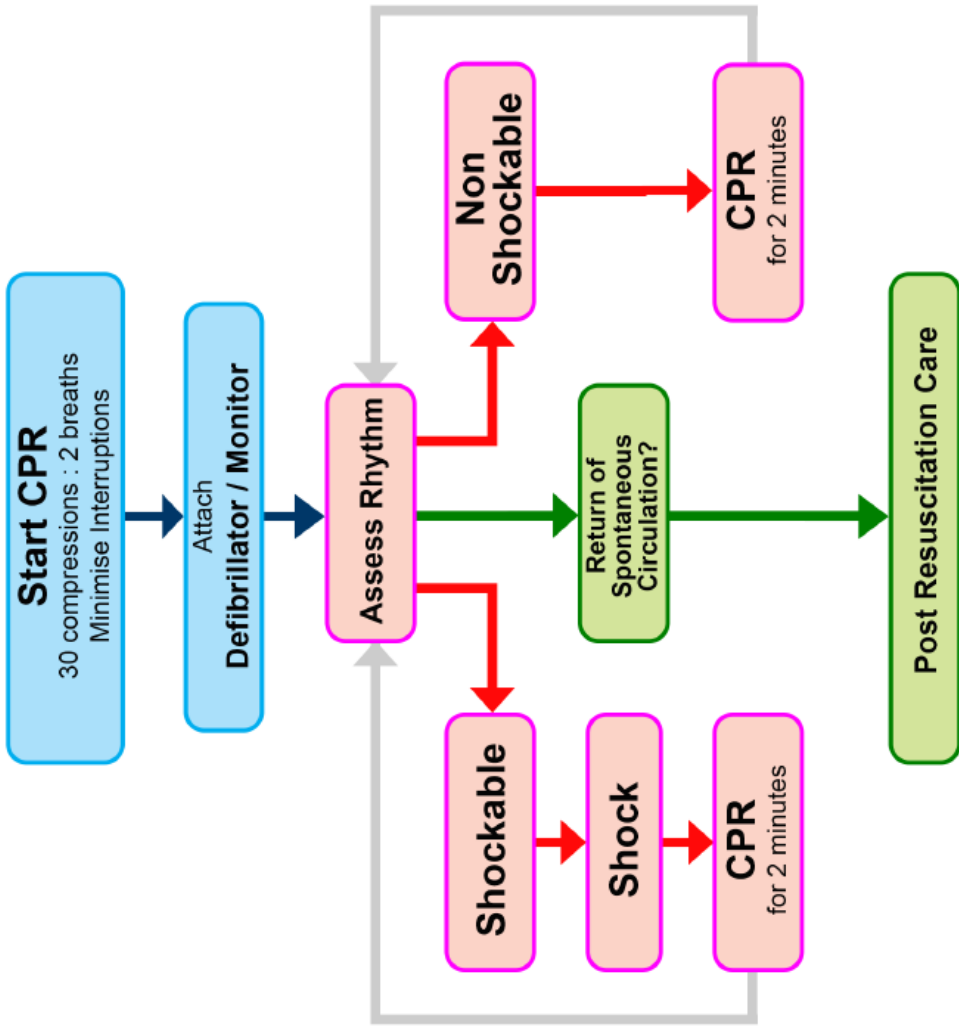 Start CPR
30 compressions : 2 breaths
Minimise Interruptions
Attach
Defibrillator / Monitor
Assess Rhythm
Shockable
Non
Shockable
Shock
Return of
Spontaneous
Circulation?
CPR
for 2 minutes
CPR
for 2 minutes
Post Resuscitation Care